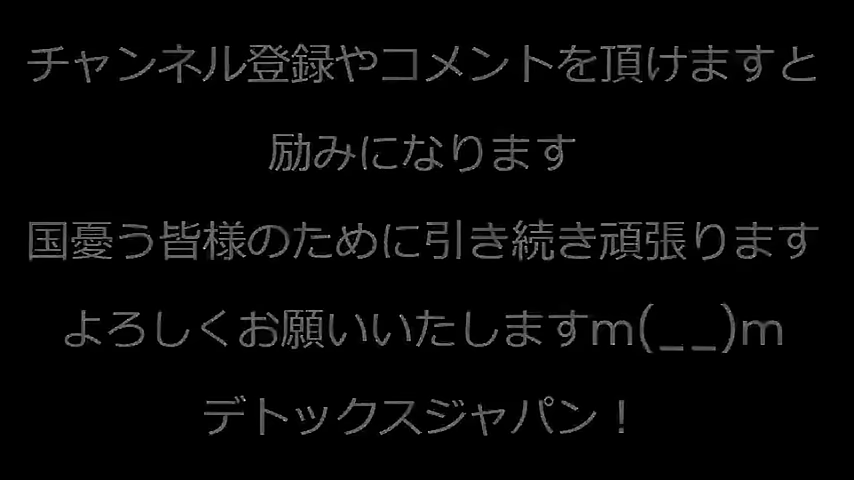 チャンネル登録やコメントを頂けますと
励みになります
国憂う皆様のために引き続き頑張ります
よろしくお願いいたしますm(__)m
デトックスジャパン！